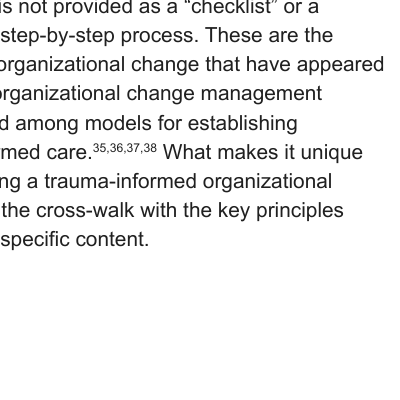 is not provided as a “checklist” or a
step-by-step process. These are the
organizational change that have appeared
organizational change management
among models for establishing
care.35,36,37,38 What makes it unique
a trauma-informed organizational
the cross-walk with the key principles
specific content.